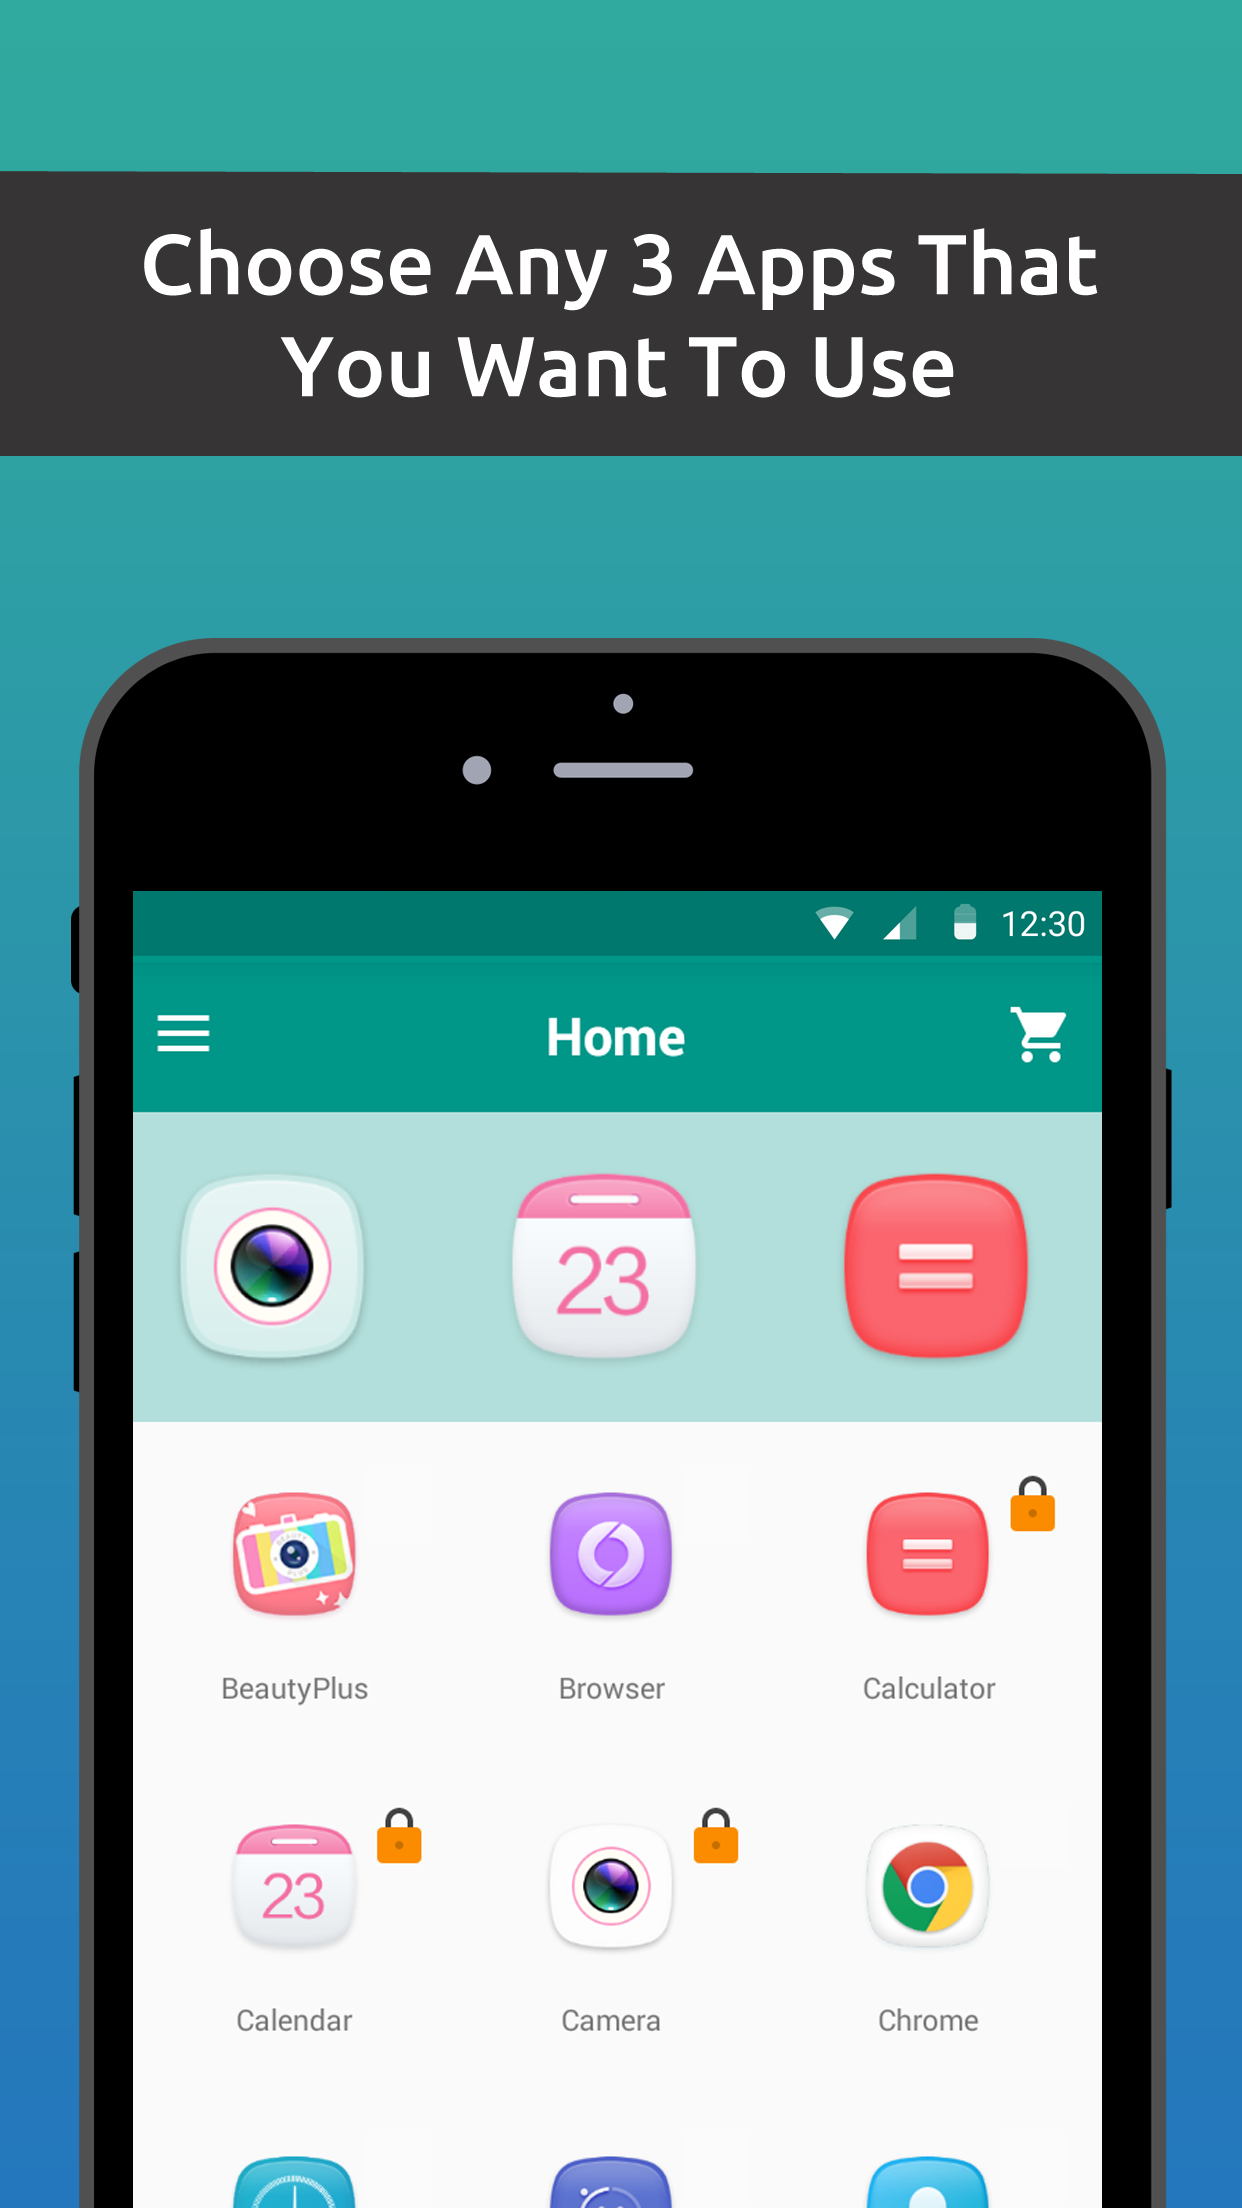 Choose Any 3 Apps That
You Want To Use
12:30
Home
23
BeautyPlus
Browser
Calculator
23
Calendar
Camera
Chrome